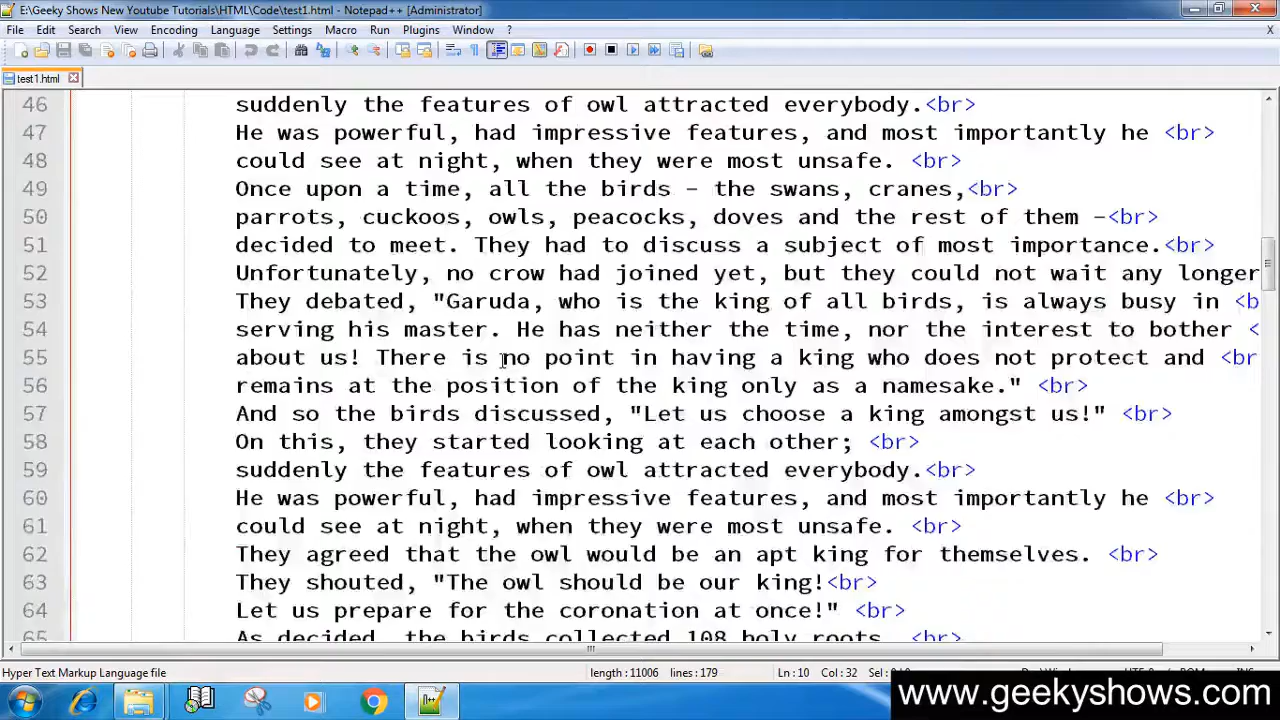 E:\Geeky Shows New Youtube Tutorials\HTML\Code\test1.html - Notepad++ [Administrator]
File Edit Search View Encoding Language Settings Macro Run Plugins Window ? X
test1.html
46 suddenly the features of owl attracted everybody.<br>
47 He was powerful, had impressive features, and most importantly he <br>
48 could see at night, when they were most unsafe. <br>
49 Once upon a time, all the birds – the swans, cranes,<br>
50 parrots, cuckoos, owls, peacocks, doves and the rest of them –<br>
51 decided to meet. They had to discuss a subject of most importance.<br>
52 Unfortunately, no crow had joined yet, but they could not wait any longer
53 They debated, "Garuda, who is the king of all birds, is always busy in <b
54 serving his master. He has neither the time, nor the interest to bother <
55 about us! There is no point in having a king who does not protect and <br
56 remains at the position of the king only as a namesake." <br>
57 And so the birds discussed, "Let us choose a king amongst us!" <br>
58 On this, they started looking at each other; <br>
59 suddenly the features of owl attracted everybody.<br>
60 He was powerful, had impressive features, and most importantly he <br>
61 could see at night, when they were most unsafe. <br>
62 They agreed that the owl would be an apt king for themselves. <br>
63 They shouted, "The owl should be our king!<br>
64 Let us prepare for the coronation at once!" <br>
65 As decided, the birds collected 108 holy roots, <br>
Hyper Text Markup Language file length : 11006 lines : 179 Ln : 10 Col : 32
www.geekyshows.com